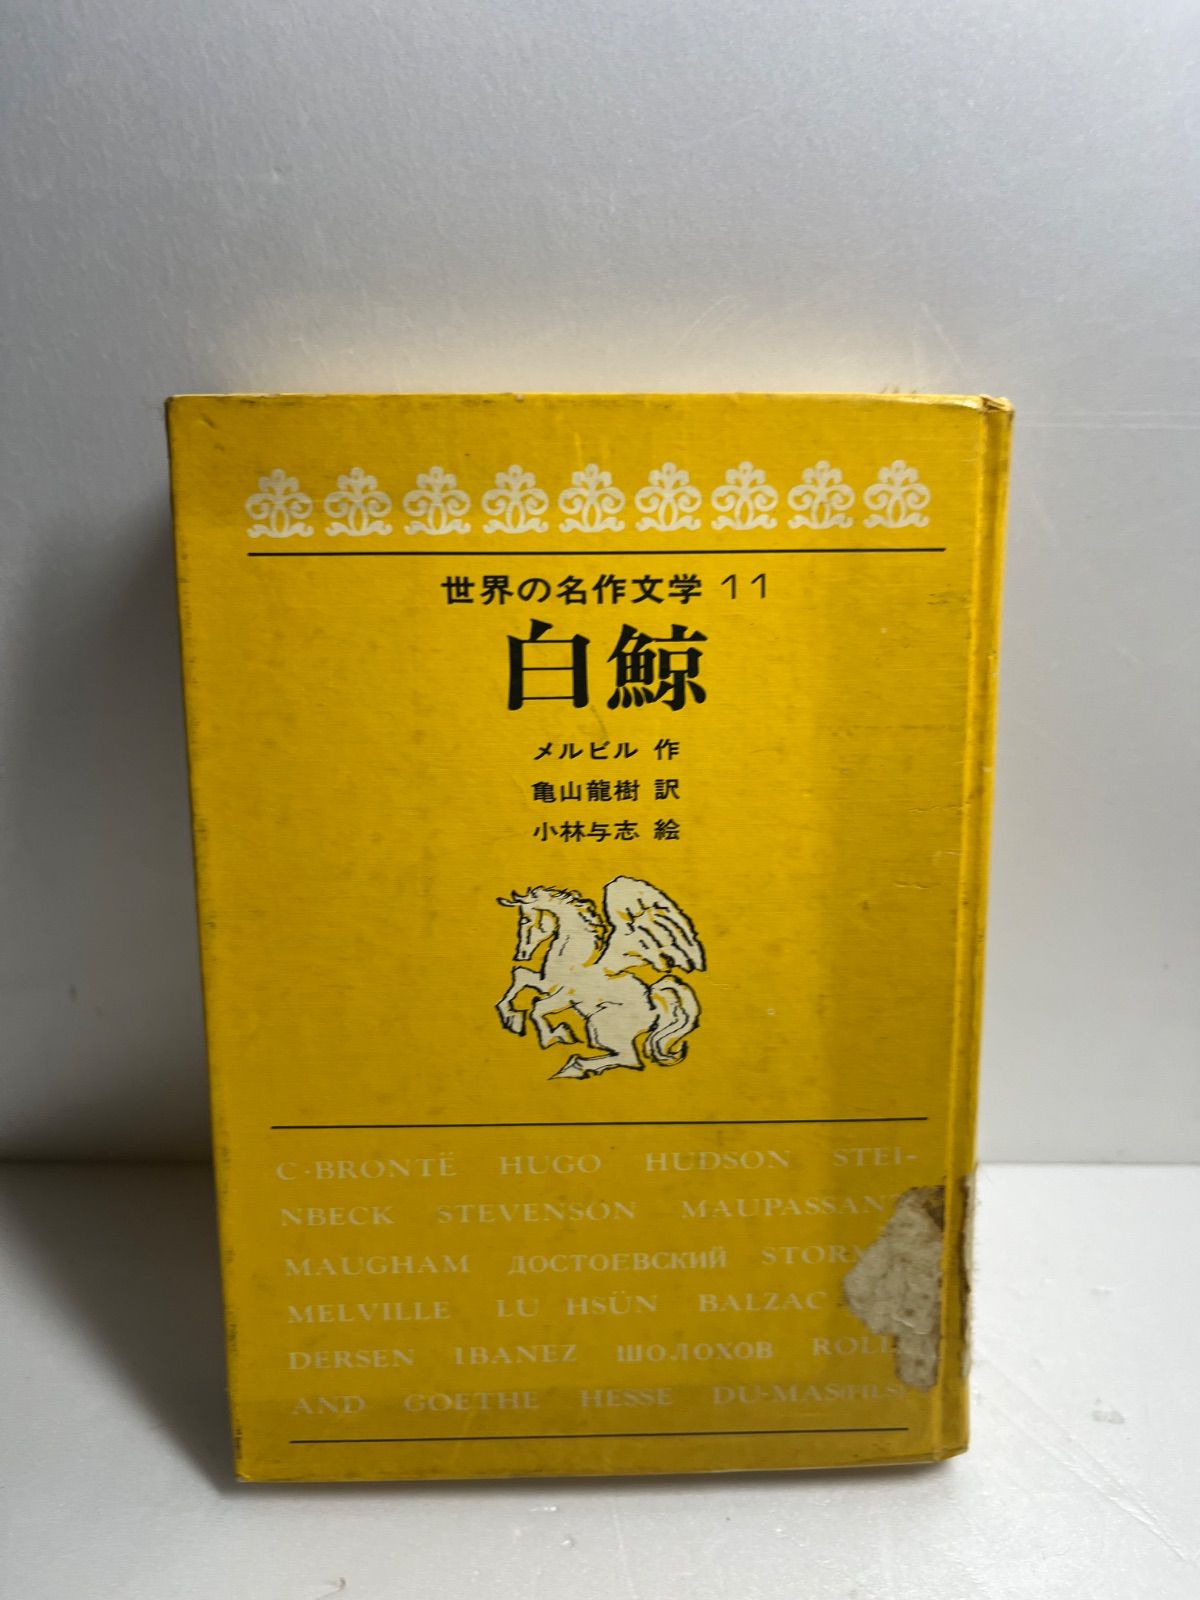 世界の名作文学 11
白鯨
メルビル 作
亀山龍樹 訳
小林与志 絵
C·BRONTË HUGO HUDSON STEI-
NBECK STEVENSON MAUPASSANT
MAUGHAM ДОСТОЕВСКИЙ STORM
MELVILLE LU HSÜN BALZAC
DERSEN IBANEZ ШОЛОХОВ ROLL
AND GOETHE HESSE DU-MAS(FILS)